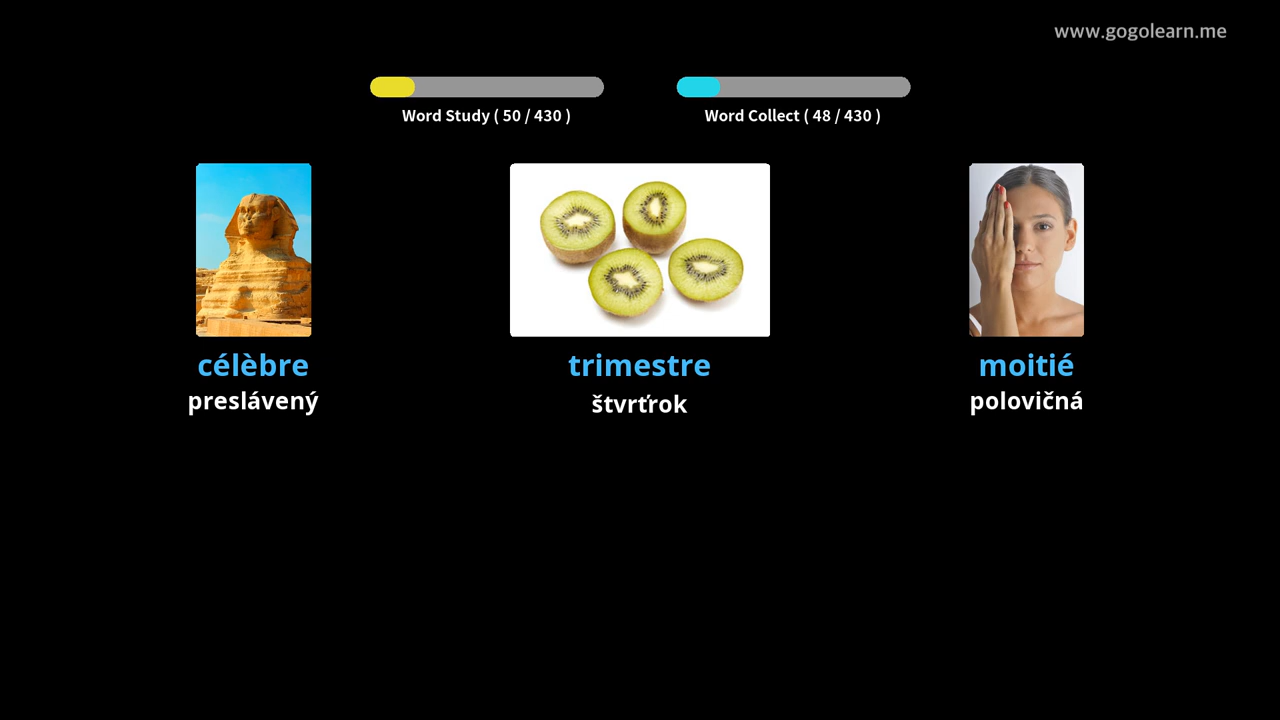 www.gogolearn.me
Word Study ( 50 / 430 )
Word Collect ( 48 / 430 )
célèbre
preslávený
trimestre
štvrťrok
moitié
polovičná